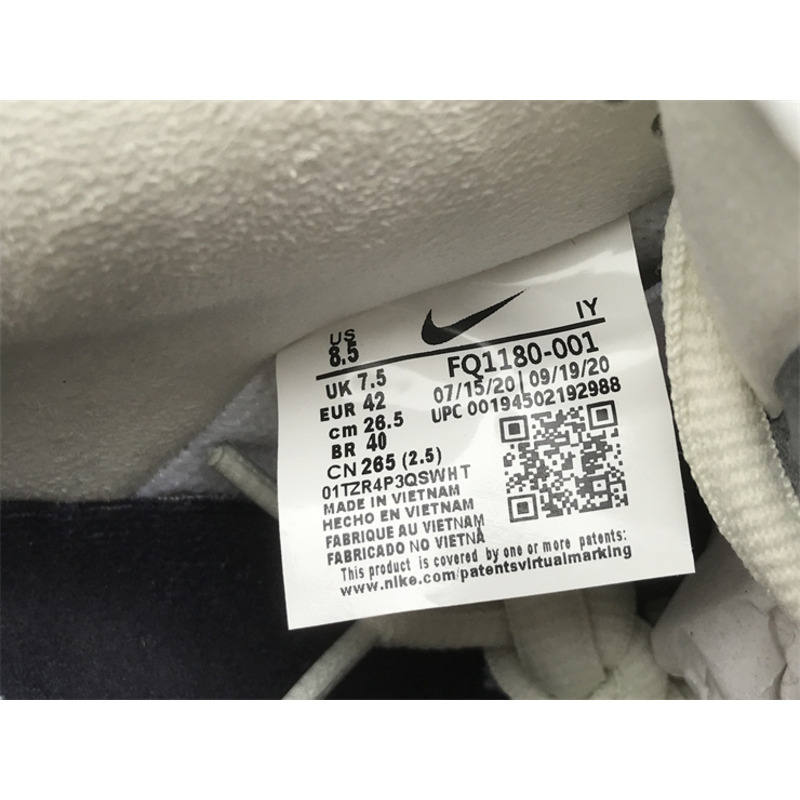 IY
US
8.5
FQ1180-001
UK 7.5
07/15/20 | 09/19/20
EUR 42
UPC 00194502192988
cm 26.5
BR 40
CN 265 (2.5)
01TZR4P3QSWHT
MADE IN VIETNAM
HECHO EN VIETNAM
FABRIQUE AU VIETNAM
FABRICADO NO VIETNÃ
This product is covered by one or more patents:
www.nike.com/patentsvirtualmarking